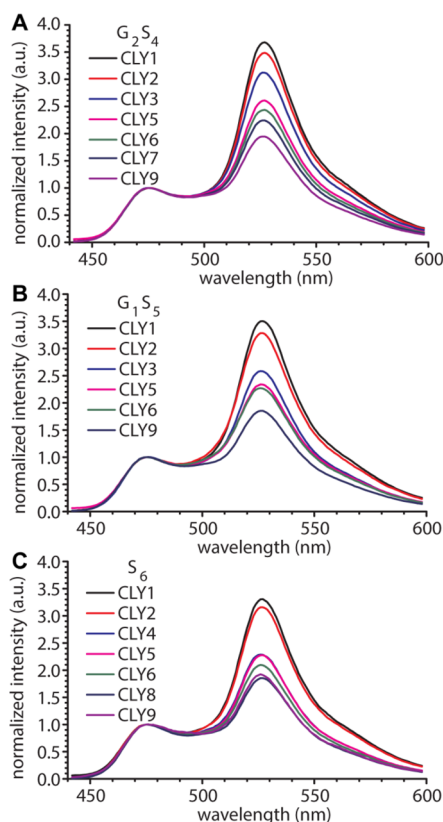 A
G2S4
CLY1
CLY2
CLY3
CLY5
CLY6
CLY7
CLY9
normalized intensity (a.u.)
4.0
3.5
3.0
2.5
2.0
1.5
1.0
0.5
0.0
450 500 550 600
wavelength (nm)
B
G1S5
CLY1
CLY2
CLY3
CLY5
CLY6
CLY9
normalized intensity (a.u.)
4.0
3.5
3.0
2.5
2.0
1.5
1.0
0.5
0.0
450 500 550 600
wavelength (nm)
C
S6
CLY1
CLY2
CLY4
CLY5
CLY6
CLY8
CLY9
normalized intensity (a.u.)
4.0
3.5
3.0
2.5
2.0
1.5
1.0
0.5
0.0
450 500 550 600
wavelength (nm)